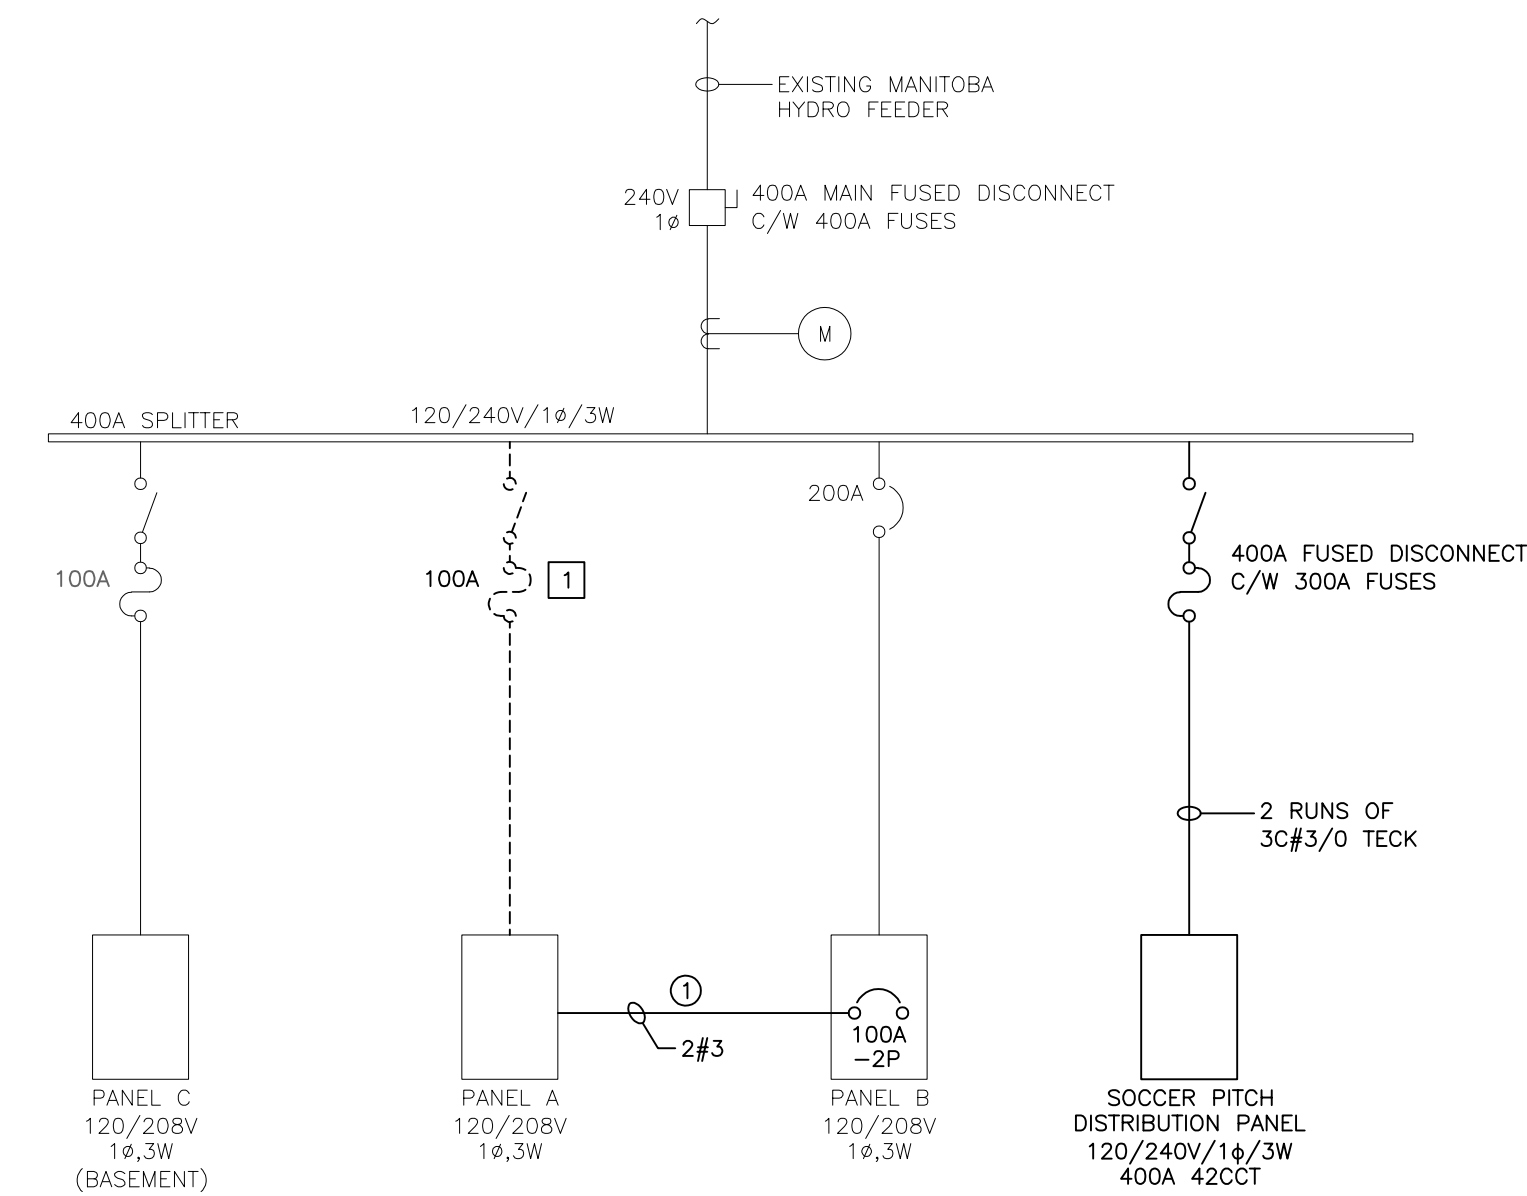 EXISTING MANITOBA
HYDRO FEEDER
240V
1ø
400A MAIN FUSED DISCONNECT
C/W 400A FUSES
M
400A SPLITTER
120/240V/1ø/3W
200A
100A
100A
1
400A FUSED DISCONNECT
C/W 300A FUSES
2 RUNS OF
3C#3/0 TECK
1
2#3
100A
-2P
PANEL C
120/208V
1ø,3W
(BASEMENT)
PANEL A
120/208V
1ø,3W
PANEL B
120/208V
1ø,3W
SOCCER PITCH
DISTRIBUTION PANEL
120/240V/1ϕ/3W
400A 42CCT